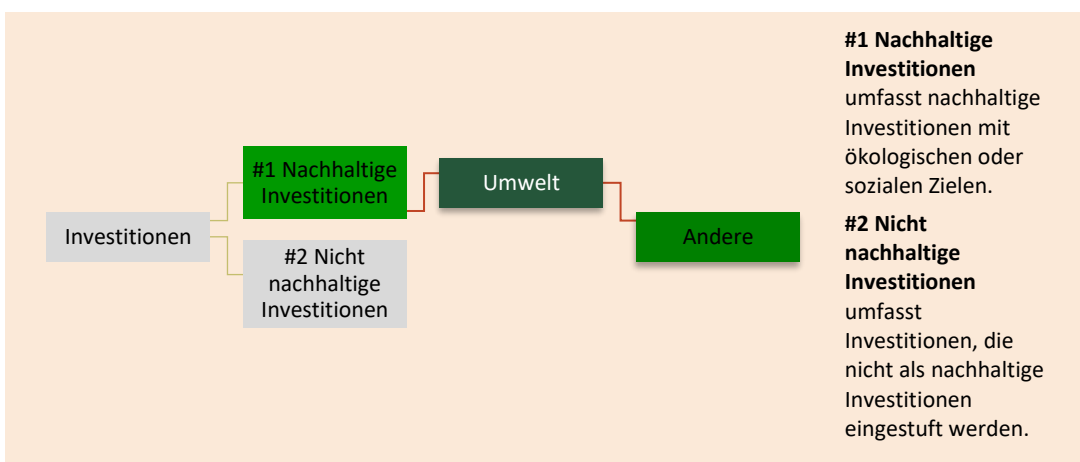 Investitionen
#1 Nachhaltige
Investitionen
#2 Nicht
nachhaltige
Investitionen
Umwelt
Andere
#1 Nachhaltige
Investitionen
umfasst nachhaltige
Investitionen mit
ökologischen oder
sozialen Zielen.
#2 Nicht
nachhaltige
Investitionen
umfasst
Investitionen, die
nicht als nachhaltige
Investitionen
eingestuft werden.